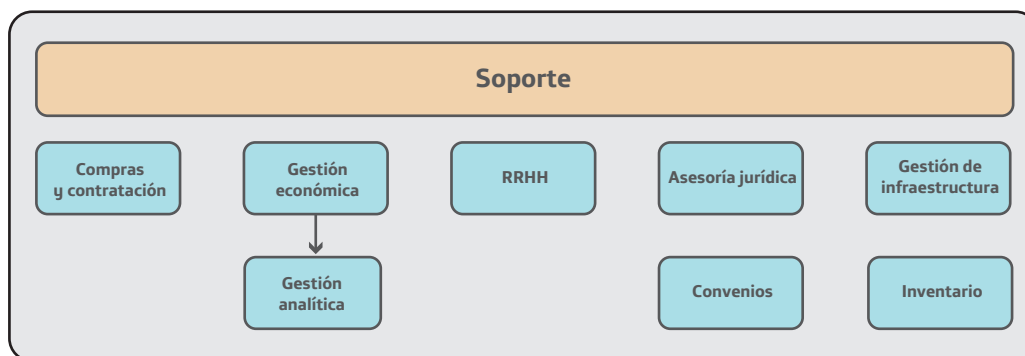 Soporte
Compras
y contratación
Gestión
económica
RRHH
Asesoría jurídica
Gestión de
infraestructura
Gestión
analítica
Convenios
Inventario